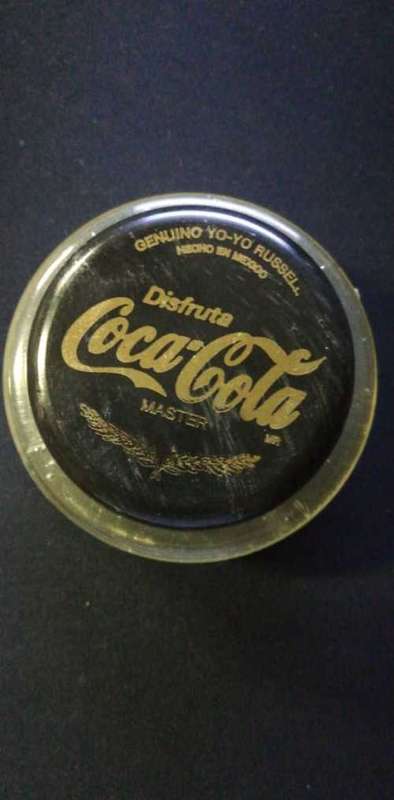 GENUINO YO-YO RUSSELL
HECHO EN MEXICO
Disfruta
Coca-Cola
MASTER
MR